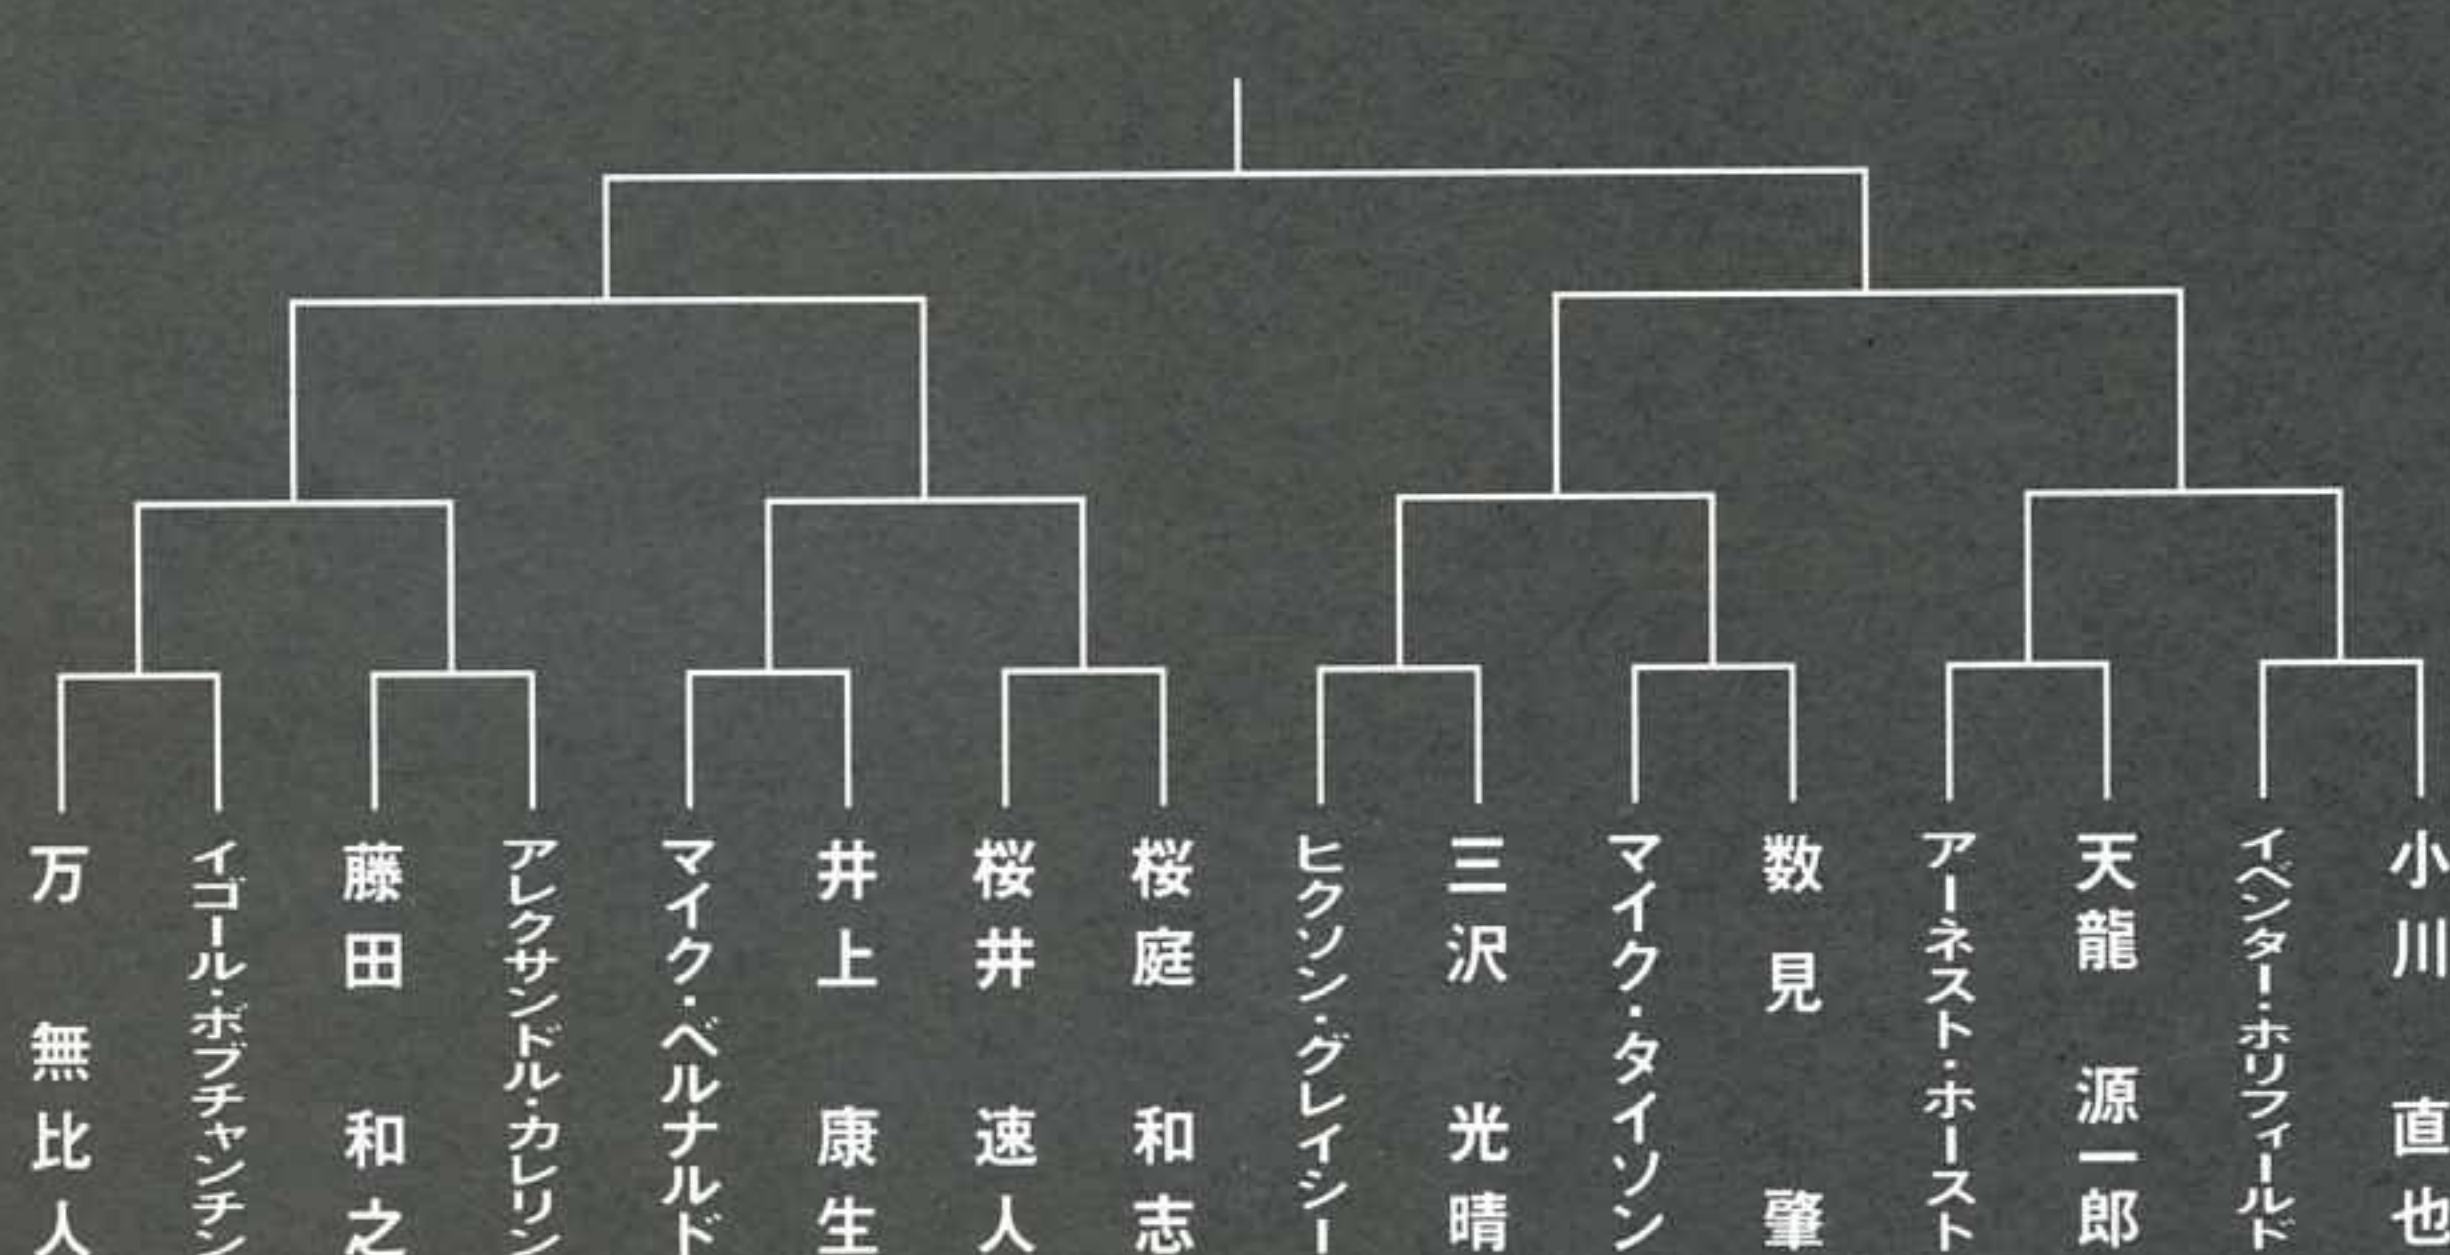 万 無比人
イゴール・ボブチャンチン
藤田 和之
アレクサンドル・カレリン
マイク・ベルナルド
井上 康生
桜井 速人
桜庭 和志
ヒクソン・グレイシー
三沢 光晴
マイク・タイソン
数見 肇
アーネスト・ホースト
天龍 源一郎
イベンター・ホリフィールド
小川 直也